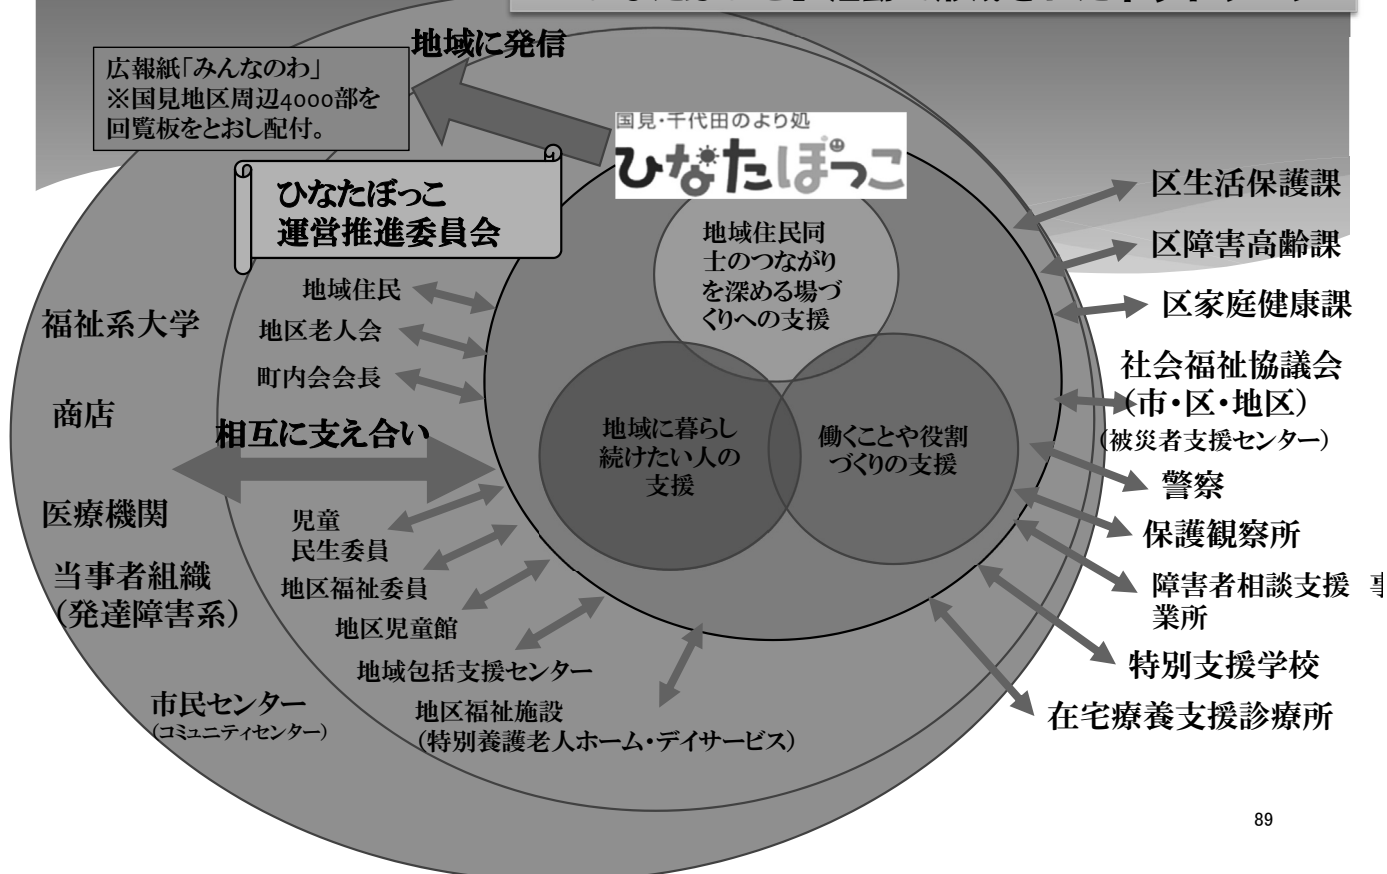 地域に発信
広報紙「みんなのわ」
※国見地区周辺4000部を
回覧板をとおし配付。
国見・千代田のより処
ひなたぼっこ
ひなたぼっこ
運営推進委員会
地域住民同
士のつながり
を深める場づ
くりへの支援
地域に暮らし
続けたい人の
支援
働くことや役割
づくりの支援
地域住民
地区老人会
町内会会長
相互に支え合い
児童
民生委員
地区福祉委員
地区児童館
地域包括支援センター
地区福祉施設
(特別養護老人ホーム・デイサービス)
福祉系大学
商店
医療機関
当事者組織
(発達障害系)
市民センター
(コミュニティセンター)
区生活保護課
区障害高齢課
区家庭健康課
社会福祉協議会
(市・区・地区)
(被災者支援センター)
警察
保護観察所
障害者相談支援　事
業所
特別支援学校
在宅療養支援診療所
89